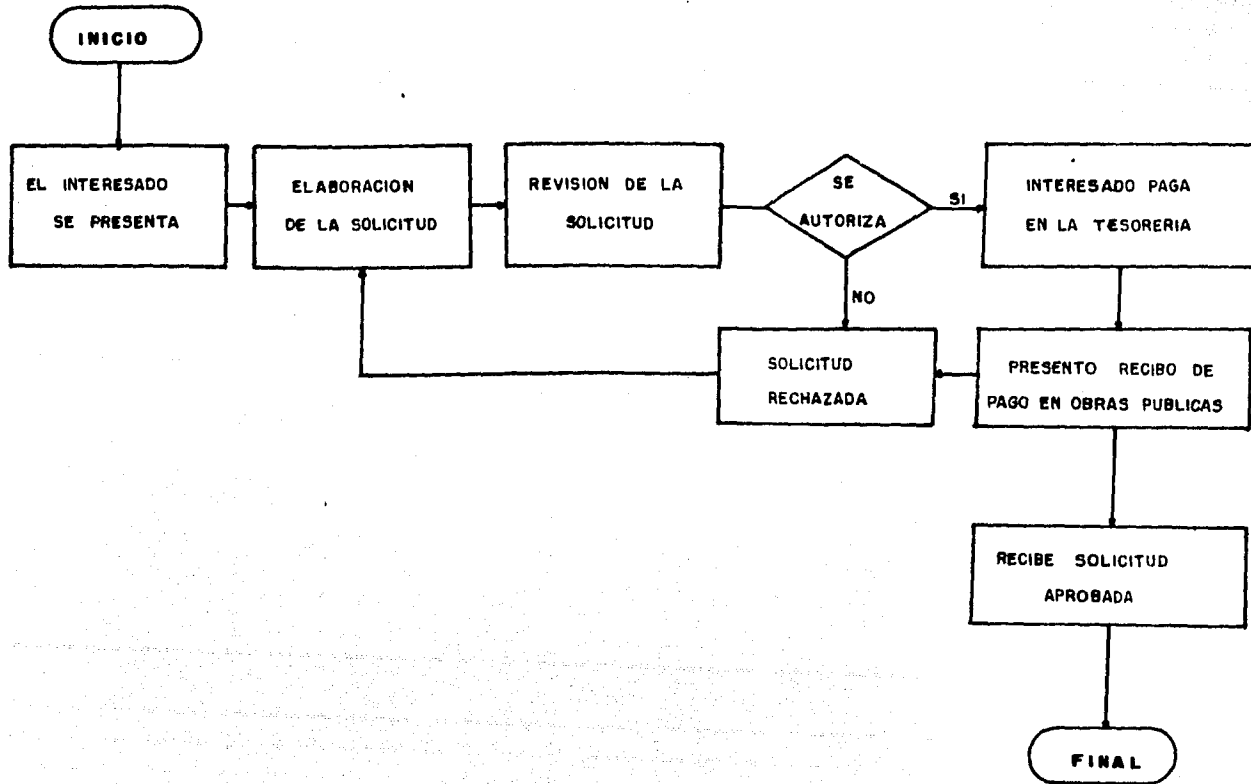 INICIO
EL INTERESADO
SE PRESENTA
ELABORACION
DE LA SOLICITUD
REVISION DE LA
SOLICITUD
SE
AUTORIZA
SI
INTERESADO PAGA
EN LA TESORERIA
NO
SOLICITUD
RECHAZADA
PRESENTO RECIBO DE
PAGO EN OBRAS PUBLICAS
RECIBE SOLICITUD
APROBADA
FINAL